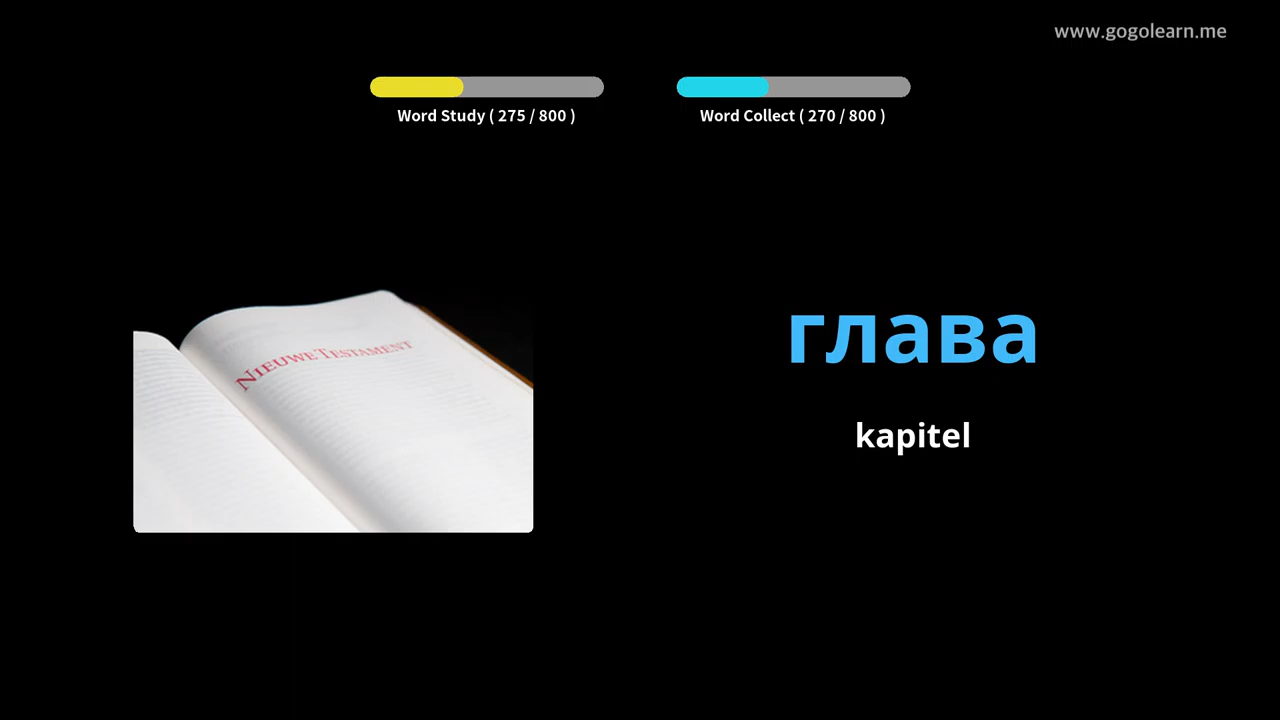 www.gogolearn.me
Word Study ( 275 / 800 )
Word Collect ( 270 / 800 )
NIEUWE TESTAMENT
глава
kapitel